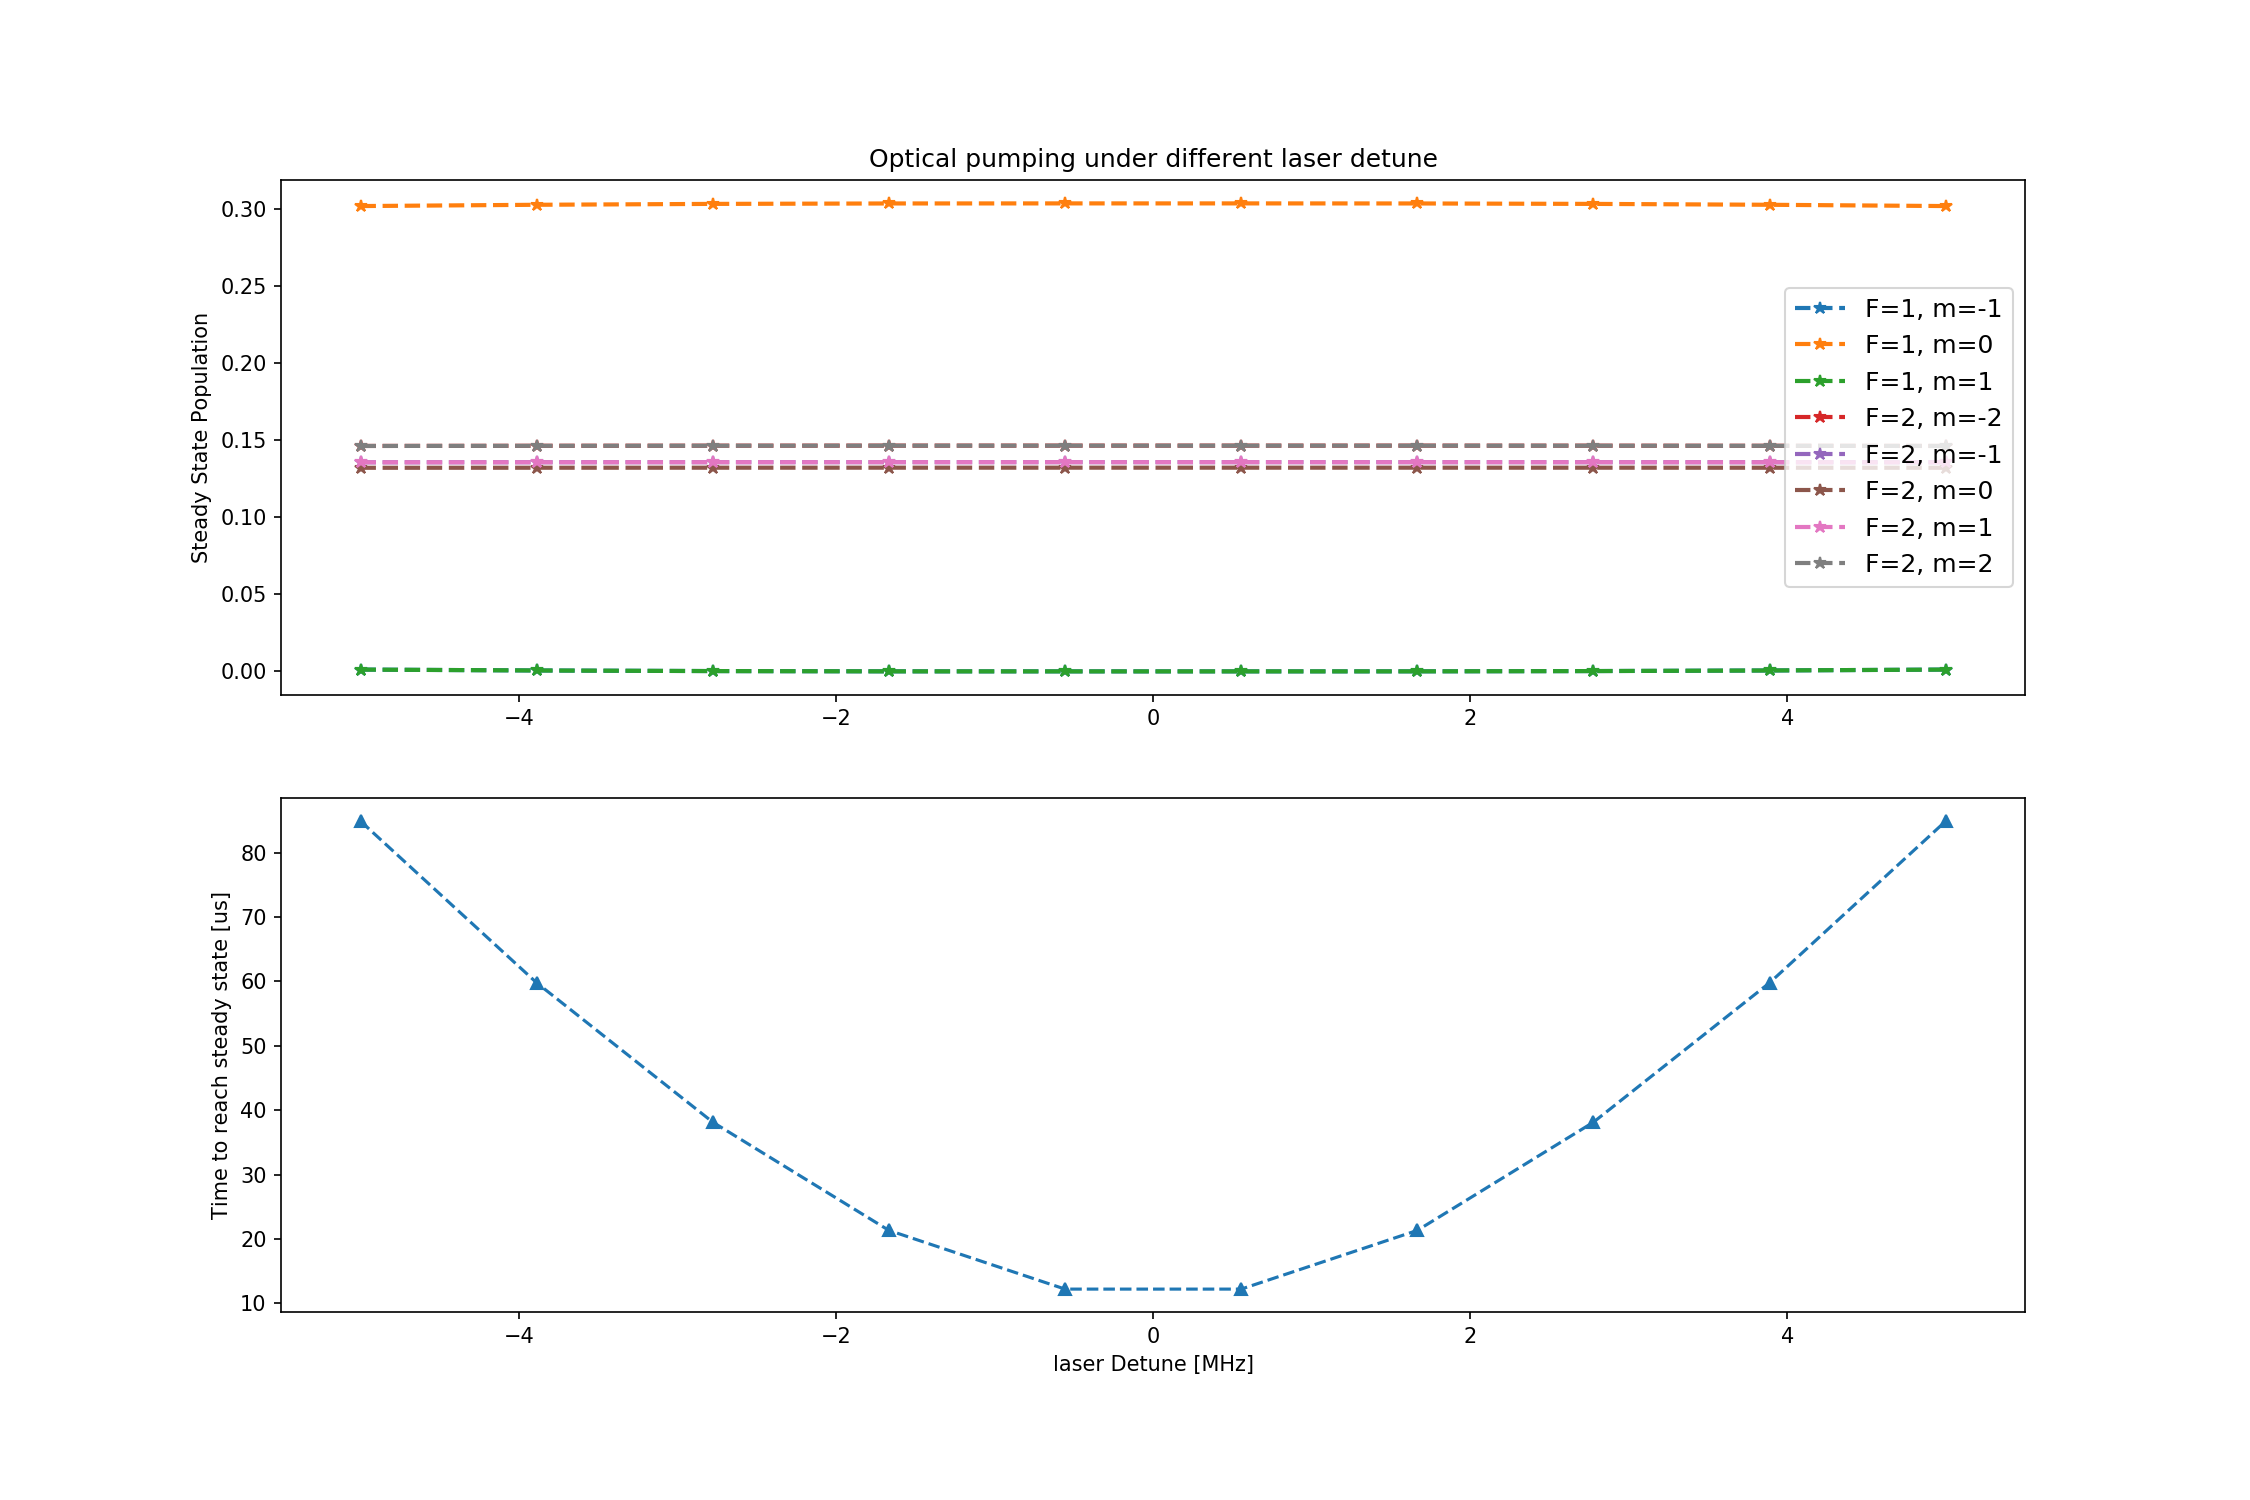 Optical pumping under different laser detune
Steady State Population
0.30
0.25
0.20
0.15
0.10
0.05
0.00
−4
−2
0
2
4
F=1, m=-1
F=1, m=0
F=1, m=1
F=2, m=-2
F=2, m=-1
F=2, m=0
F=2, m=1
F=2, m=2
Time to reach steady state [us]
80
70
60
50
40
30
20
10
−4
−2
0
2
4
laser Detune [MHz]